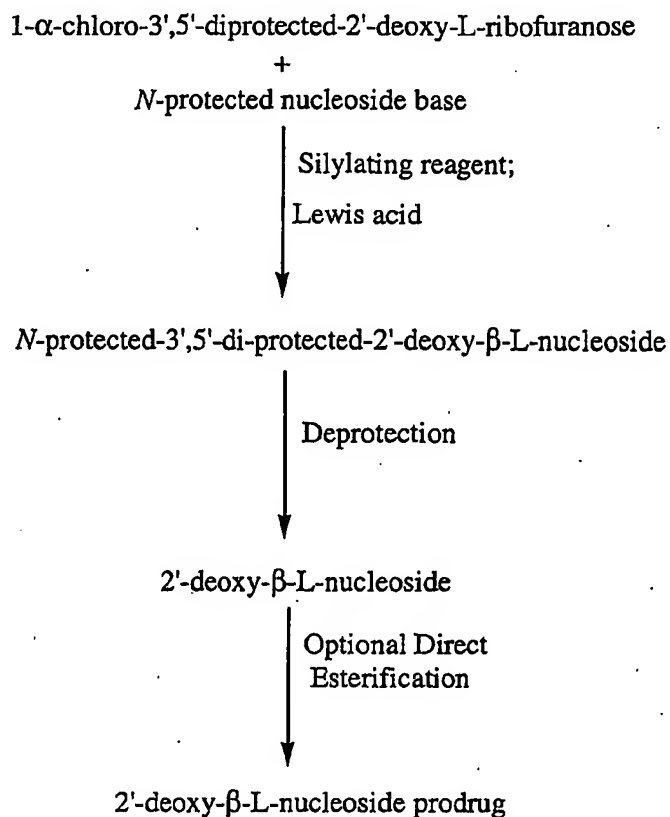 1-α-chloro-3',5'-diprotected-2'-deoxy-L-ribofuranose
+
N-protected nucleoside base
Silylating reagent;
Lewis acid
N-protected-3',5'-di-protected-2'-deoxy-β-L-nucleoside
Deprotection
2'-deoxy-β-L-nucleoside
Optional Direct
Esterification
2'-deoxy-β-L-nucleoside prodrug